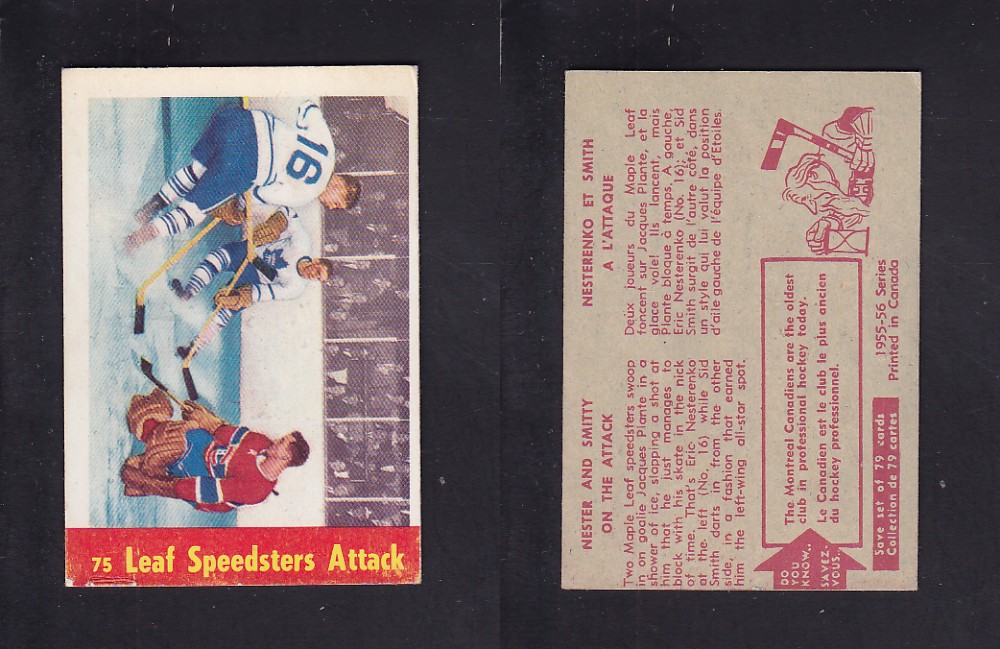 16
75 Leaf Speedsters Attack
NESTER AND SMITTY
ON THE ATTACK
Two Maple Leaf speedsters swoop
in on goalie Jacques Plante in a
shower of ice, slapping a shot at
him that he just manages to
block with his skate in the nick
of time. That's Eric Nesterenko
at the left (No. 16) while Sid
Smith darts in from the other
side, in a fashion that earned
him the left-wing all-star spot.
NESTERENKO ET SMITH
A L'ATTAQUE
Deux joueurs du Maple Leaf
foncent sur Jacques Plante, et la
glace vole! Ils lancent, mais
Plante bloque à temps. A gauche,
Eric Nesterenko (No. 16); et Sid
Smith surgit de l'autre côté, dans
un style qui lui valut la position
d'aile gauche de l'équipe d'Etoiles.
DO
YOU
KNOW..
SAVEZ-
VOUS...
The Montreal Canadiens are the oldest
club in professional hockey today.
Le Canadien est le club le plus ancien
du hockey professionnel.
Save set of 79 cards
Collection de 79 cartes
1955-56 Series
Printed in Canada